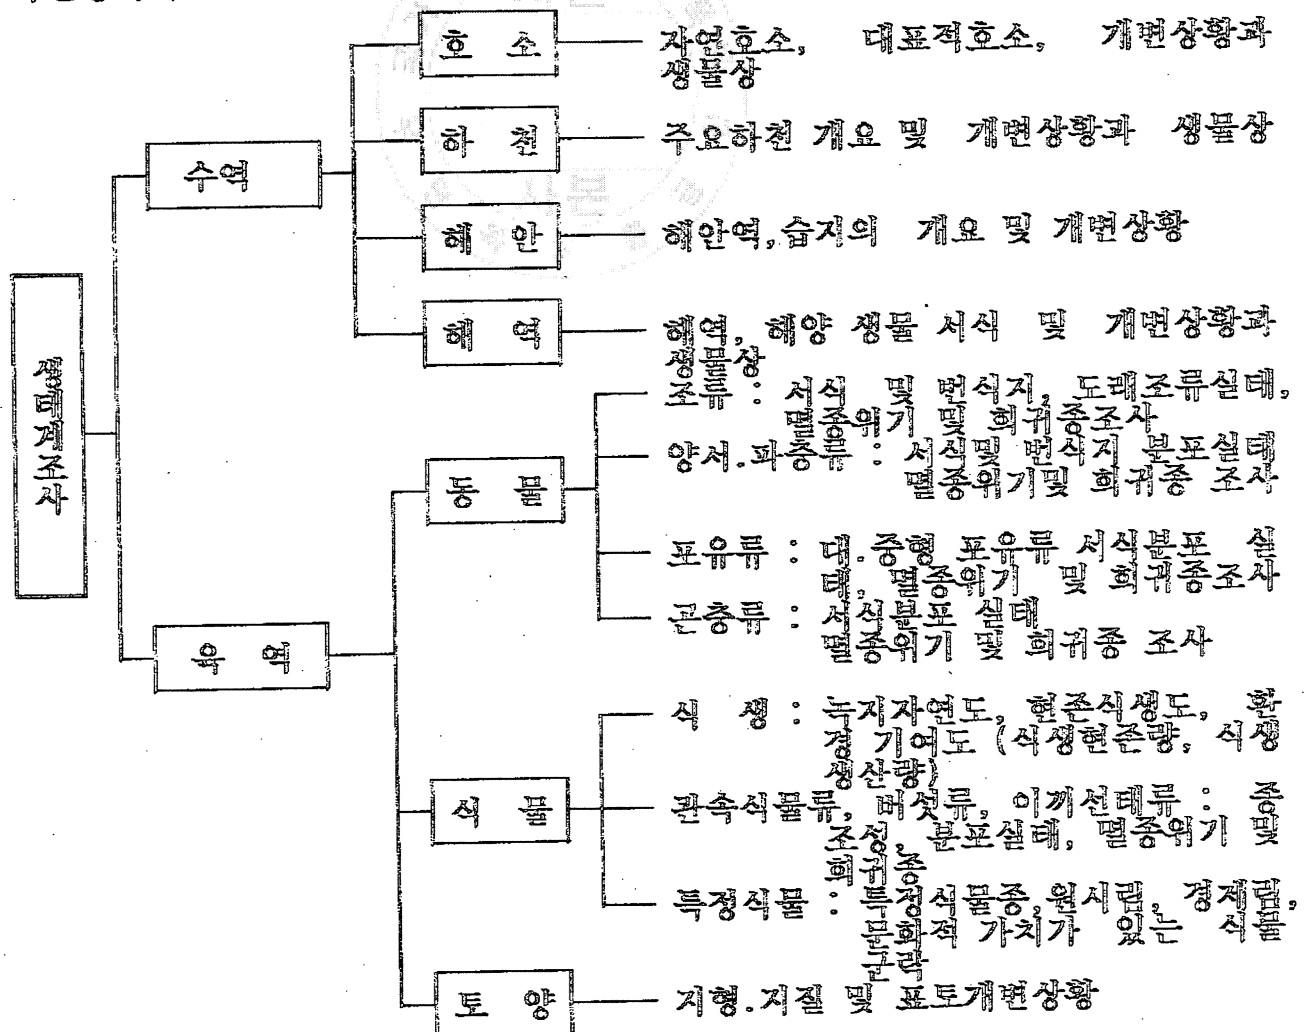 호 소
자연호소, 대표적호소, 개변상황과
생물상
하 천
주요하천 개요 및 개변상황과 생물상
수역
해 안
해안역,습지의 개요 및 개변상황
해 역
해역, 해양 생물 서식 및 개변상황과
생물상
생태계조사
조류 : 서식 및 번식지, 도래조류실태,
멸종위기 및 희귀종조사
동 물
양서.파충류 : 서식및 번식지 분포실태
멸종위기및 희귀종 조사
포유류 : 대.중형 포유류 서식분포 실
태, 멸종위기 및 희귀종조사
곤충류 : 서식분포 실태
멸종위기 및 희귀종 조사
육 역
식 생 : 녹지자연도, 현존식생도, 환
경 기여도 (식생현존량, 식생
생산량)
식 물
관속식물류, 버섯류, 이끼선태류 : 종
조성, 분포실태, 멸종위기 및
희귀종
특정식물 : 특정식물종,원시림, 경제림,
문화적 가치가 있는 식물
군락
토 양
지형.지질 및 표토개변상황